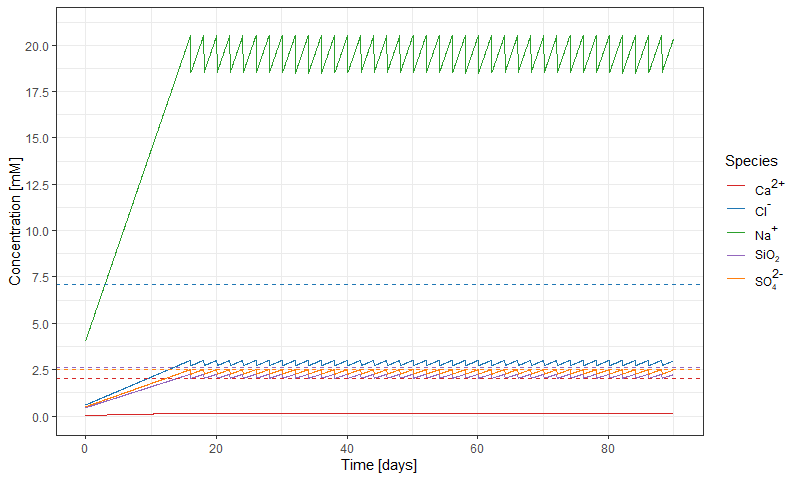 20.0
17.5
15.0
12.5
10.0
7.5
5.0
2.5
0.0
Concentration [mM]
0 20 40 60 80
Time [days]
Species
Ca²⁺
Cl⁻
Na⁺
SiO₂
SO₄²⁻